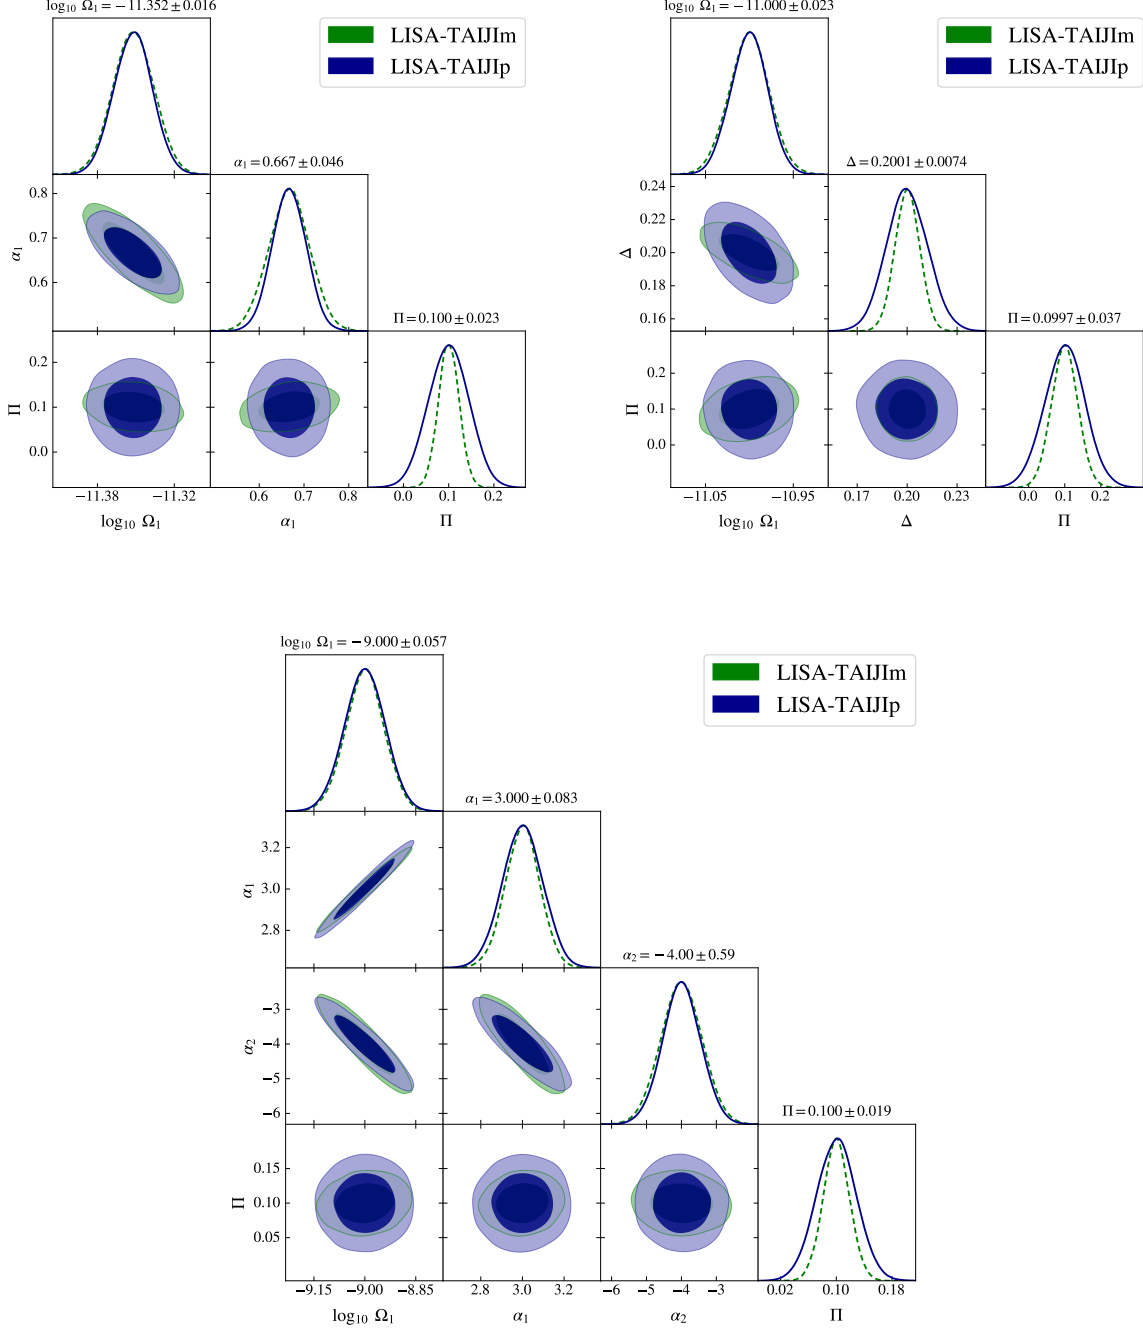 log₁₀ Ω₁ = −11.352 ± 0.016
LISA-TAIJIm
LISA-TAIJIp
α₁ = 0.667 ± 0.046
0.8
0.7
0.6
α₁
Π = 0.100 ± 0.023
0.2
0.1
0.0
Π
−11.38 −11.32
0.6 0.7 0.8
0.0 0.1 0.2
log₁₀ Ω₁
α₁
Π
log₁₀ Ω₁ = −11.000 ± 0.023
LISA-TAIJIm
LISA-TAIJIp
Δ = 0.2001 ± 0.0074
0.24
0.22
0.20
0.18
0.16
Δ
Π = 0.0997 ± 0.037
0.2
0.1
0.0
Π
−11.05 −10.95
0.17 0.20 0.23
0.0 0.1 0.2
log₁₀ Ω₁
Δ
Π
log₁₀ Ω₁ = −9.000 ± 0.057
LISA-TAIJIm
LISA-TAIJIp
α₁ = 3.000 ± 0.083
3.2
3.0
2.8
α₁
α₂ = −4.00 ± 0.59
−3
−4
−5
−6
α₂
Π = 0.100 ± 0.019
0.15
0.10
0.05
Π
−9.15 −9.00 −8.85
2.8 3.0 3.2
−6 −5 −4 −3
0.02 0.10 0.18
log₁₀ Ω₁
α₁
α₂
Π